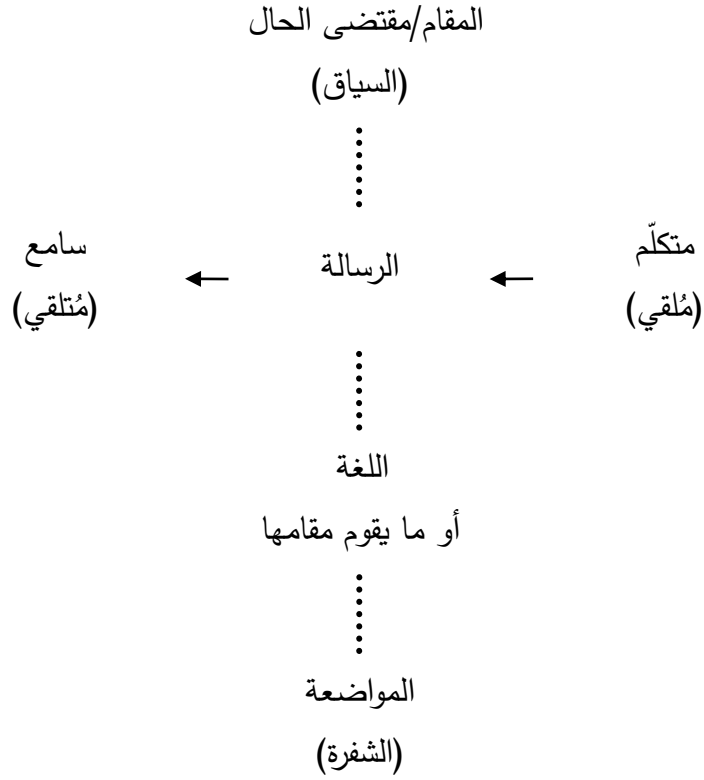 المقام/مقتضى الحال
(السياق)
متكلّم
(مُلقي)
الرسالة
سامع
(مُتلقي)
اللغة
أو ما يقوم مقامها
المواضعة
(الشفرة)